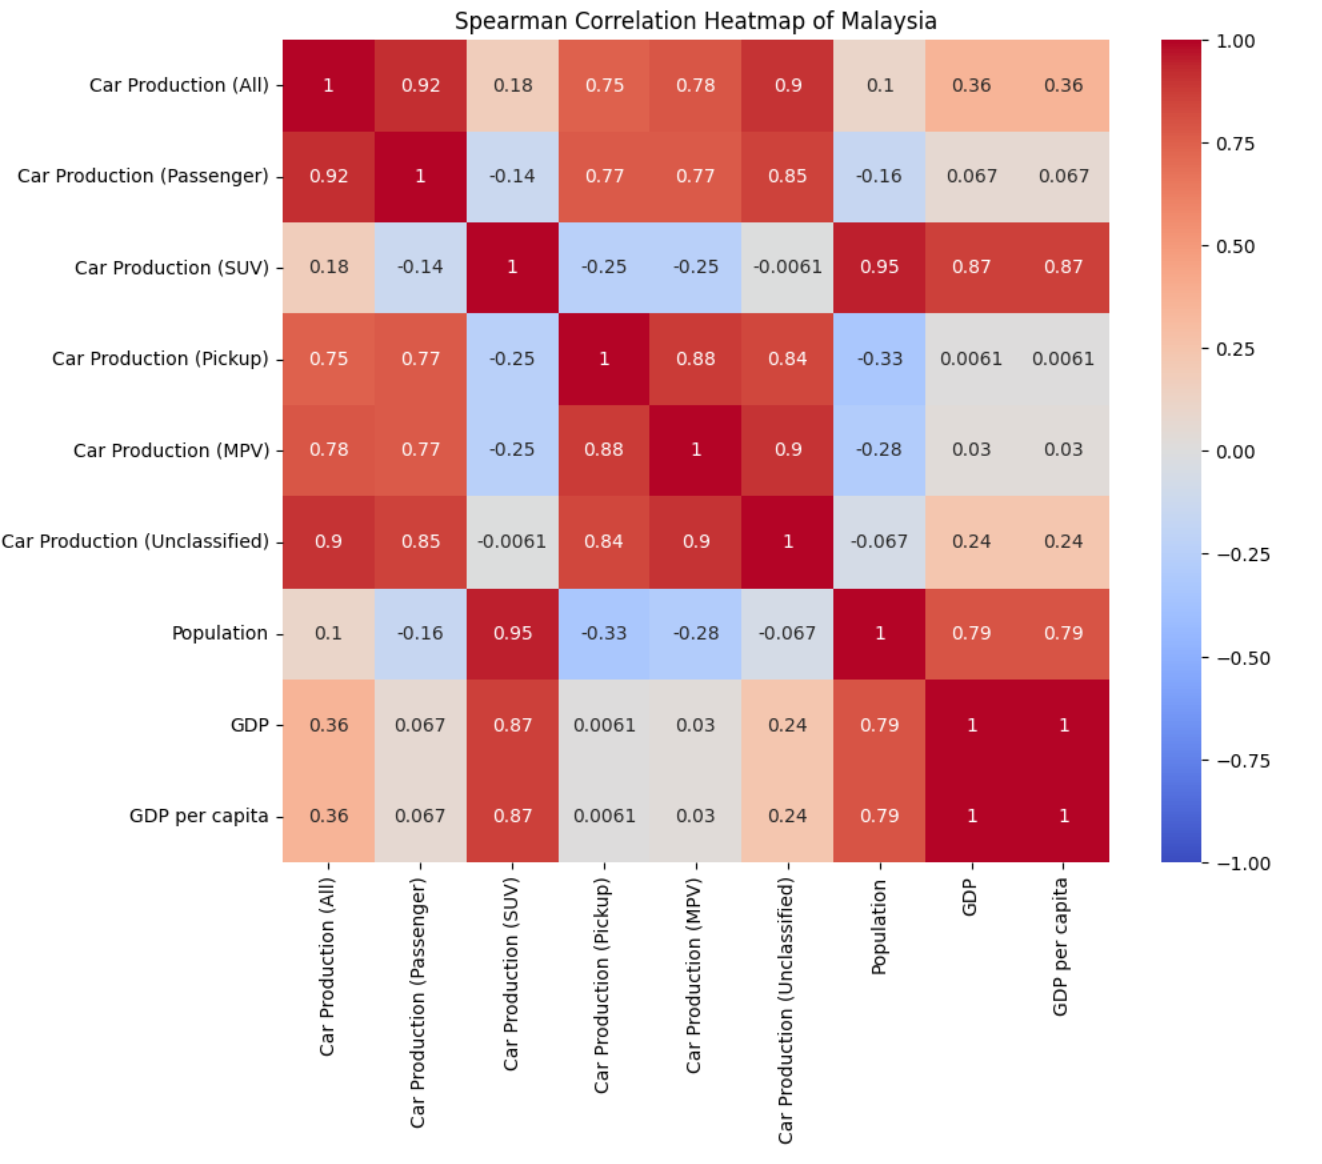 Spearman Correlation Heatmap of Malaysia
Car Production (All) 1 0.92 0.18 0.75 0.78 0.9 0.1 0.36 0.36
Car Production (Passenger) 0.92 1 -0.14 0.77 0.77 0.85 -0.16 0.067 0.067
Car Production (SUV) 0.18 -0.14 1 -0.25 -0.25 -0.0061 0.95 0.87 0.87
Car Production (Pickup) 0.75 0.77 -0.25 1 0.88 0.84 -0.33 0.0061 0.0061
Car Production (MPV) 0.78 0.77 -0.25 0.88 1 0.9 -0.28 0.03 0.03
Car Production (Unclassified) 0.9 0.85 -0.0061 0.84 0.9 1 -0.067 0.24 0.24
Population 0.1 -0.16 0.95 -0.33 -0.28 -0.067 1 0.79 0.79
GDP 0.36 0.067 0.87 0.0061 0.03 0.24 0.79 1 1
GDP per capita 0.36 0.067 0.87 0.0061 0.03 0.24 0.79 1 1
Car Production (All)
Car Production (Passenger)
Car Production (SUV)
Car Production (Pickup)
Car Production (MPV)
Car Production (Unclassified)
Population
GDP
GDP per capita
1.00
0.75
0.50
0.25
0.00
−0.25
−0.50
−0.75
−1.00